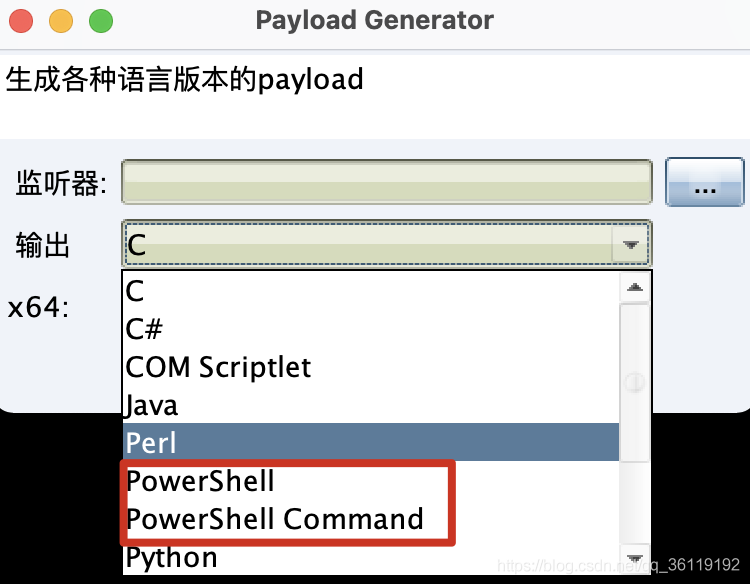 Payload Generator
生成各种语言版本的payload
监听器:
...
输出
C
x64:
C
C#
COM Scriptlet
Java
Perl
PowerShell
PowerShell Command
Python
https://blog.csdn.net/qq_36119192